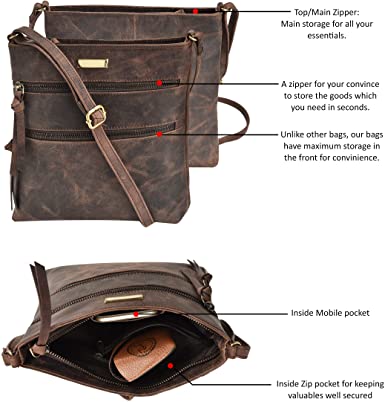 Top/Main Zipper:
Main storage for all your
essentials.
A zipper for your convince
to store the goods which
you need in seconds.
Unlike other bags, our bags
have maximum storage in
the front for convinience.
Inside Mobile pocket
Inside Zip pocket for keeping
valuables well secured